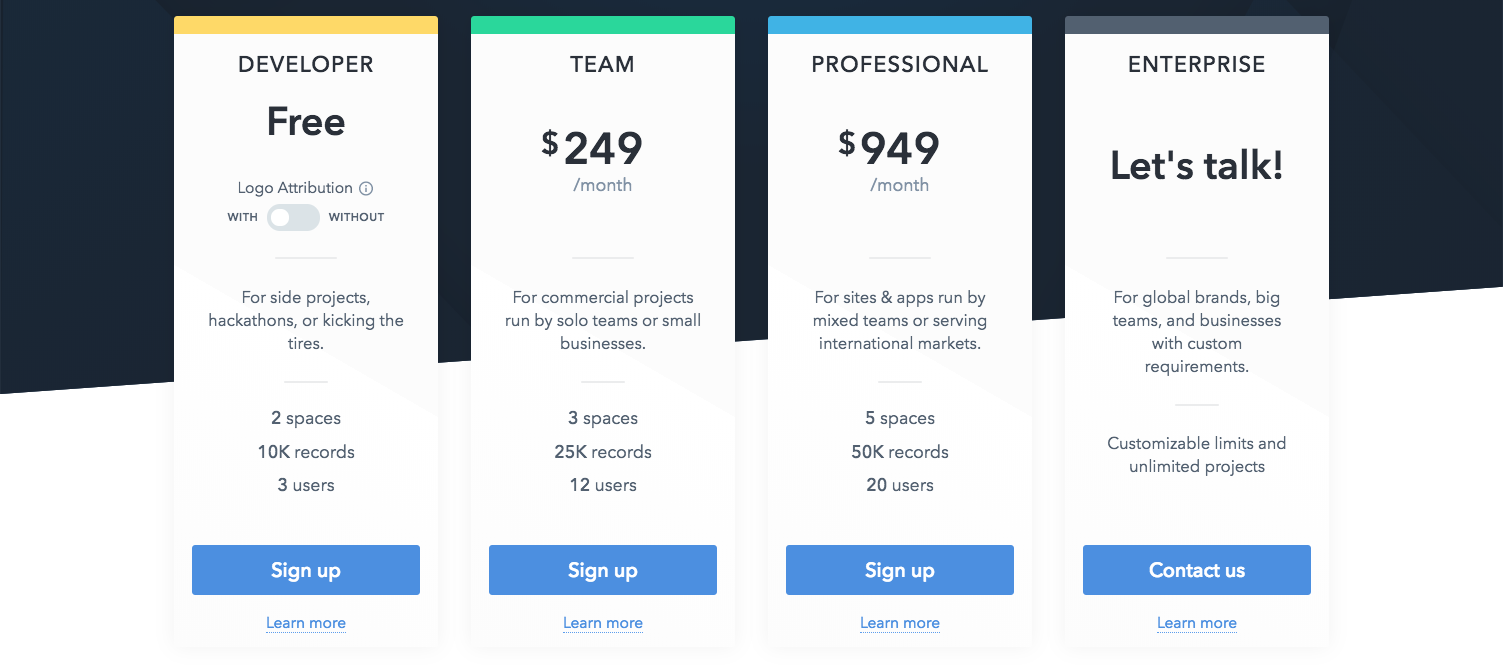 DEVELOPER
Free
Logo Attribution
WITH WITHOUT
For side projects,
hackathons, or kicking the
tires.
2 spaces
10K records
3 users
Sign up
Learn more
TEAM
$249
/month
For commercial projects
run by solo teams or small
businesses.
3 spaces
25K records
12 users
Sign up
Learn more
PROFESSIONAL
$949
/month
For sites & apps run by
mixed teams or serving
international markets.
5 spaces
50K records
20 users
Sign up
Learn more
ENTERPRISE
Let's talk!
For global brands, big
teams, and businesses
with custom
requirements.
Customizable limits and
unlimited projects
Contact us
Learn more